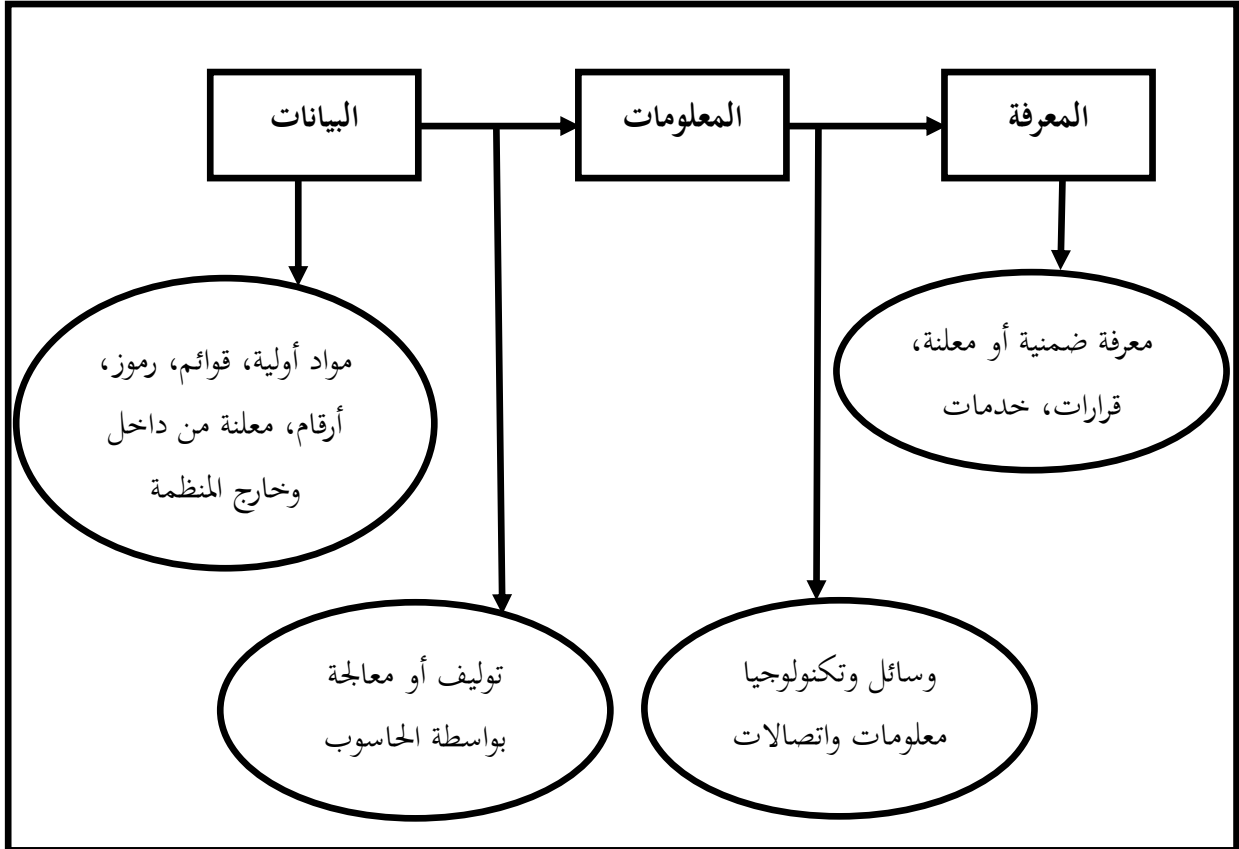 البيانات
المعلومات
المعرفة
مواد أولية، قوائم، رموز،
أرقام، معلنة من داخل
وخارج المنظمة
معرفة ضمنية أو معلنة،
قرارات، خدمات
توليف أو معالجة
بواسطة الحاسوب
وسائل وتكنولوجيا
معلومات واتصالات